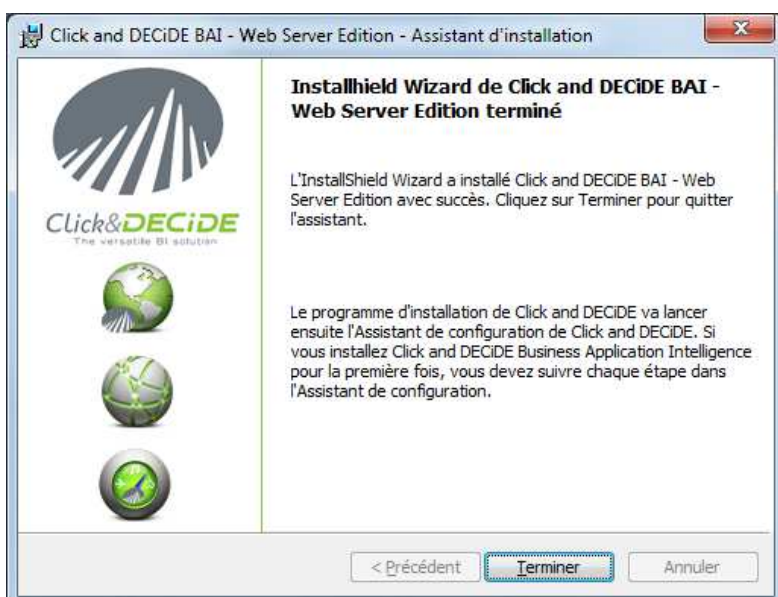 Click and DECiDE BAI - Web Server Edition - Assistant d'installation
Installhield Wizard de Click and DECiDE BAI -
Web Server Edition terminé
L'InstallShield Wizard a installé Click and DECiDE BAI - Web
Server Edition avec succès. Cliquez sur Terminer pour quitter
l'assistant.
Click&DECiDE
The versatile BI solution
Le programme d'installation de Click and DECiDE va lancer
ensuite l'Assistant de configuration de Click and DECiDE. Si
vous installez Click and DECiDE Business Application Intelligence
pour la première fois, vous devez suivre chaque étape dans
l'Assistant de configuration.
< Précédent
Terminer
Annuler